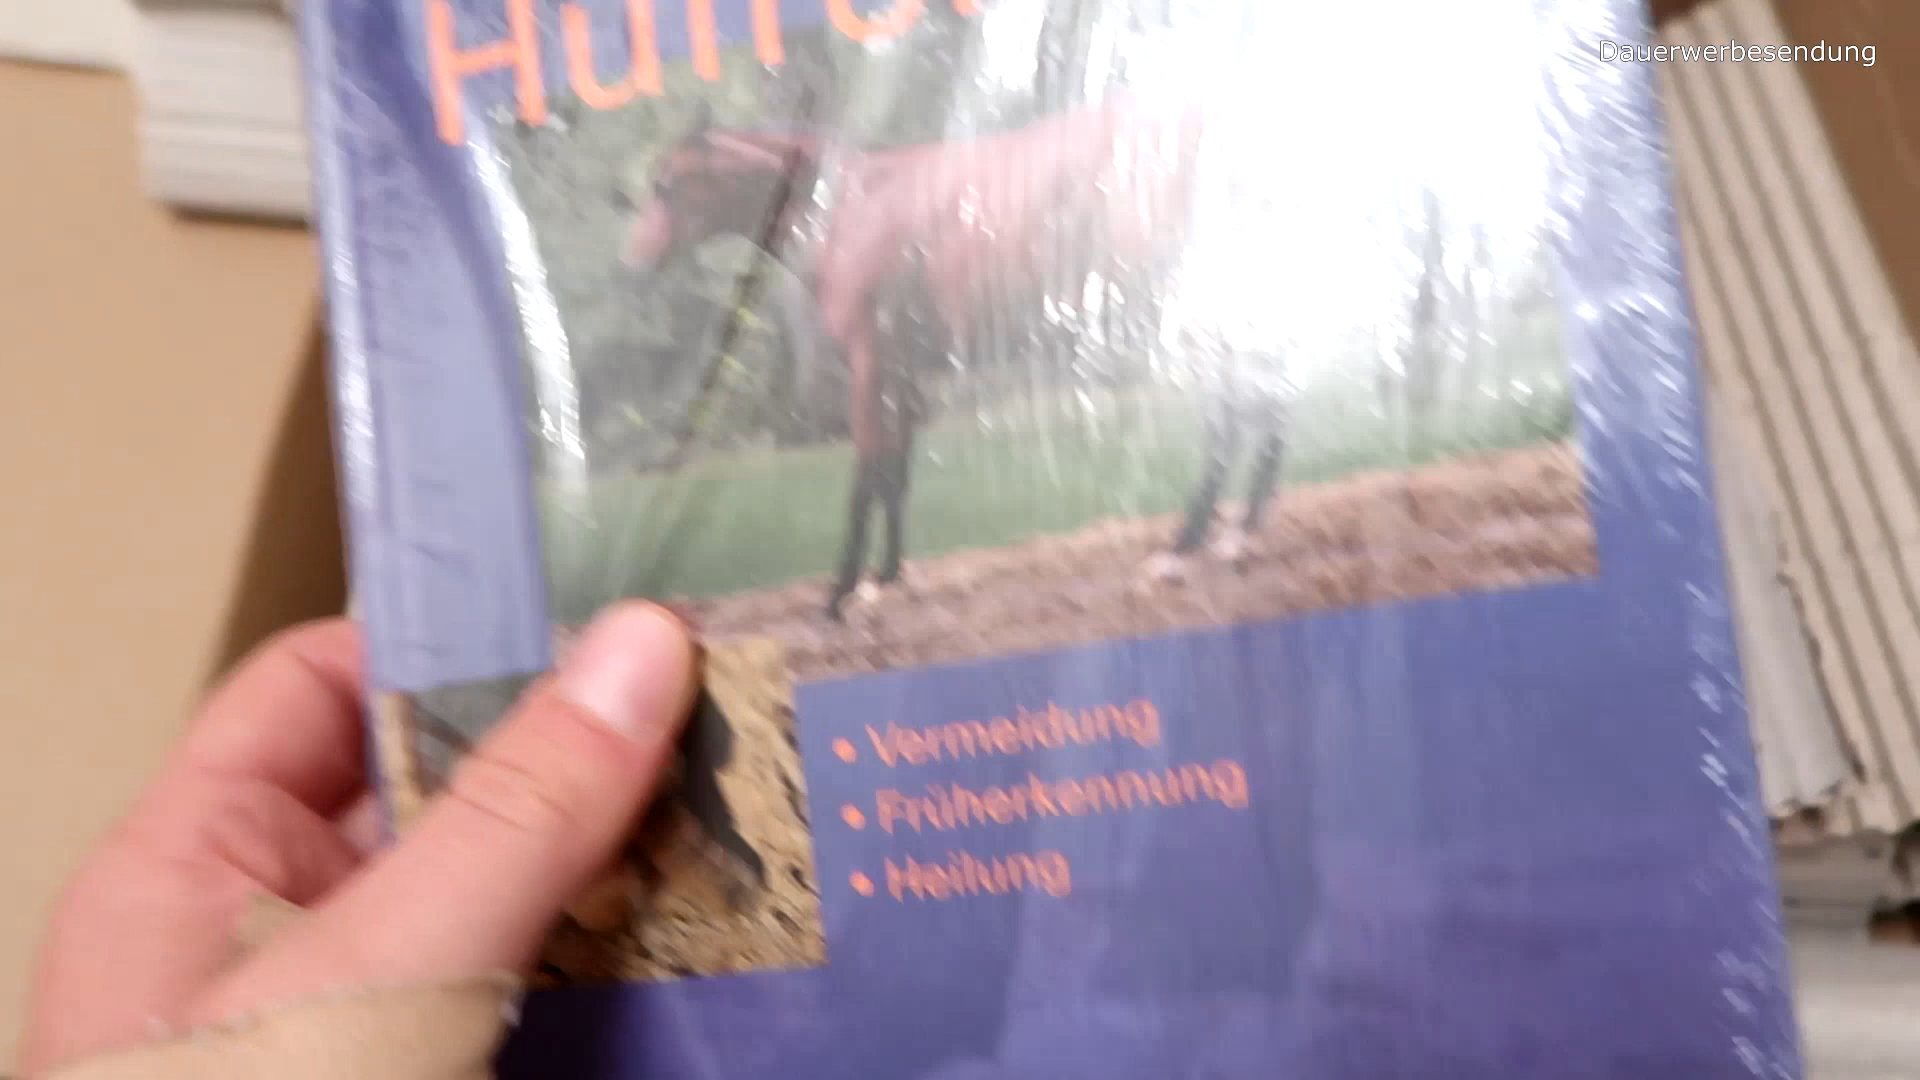 Dauerwerbesendung
• Vermeidung
• Früherkennung
• Heilung